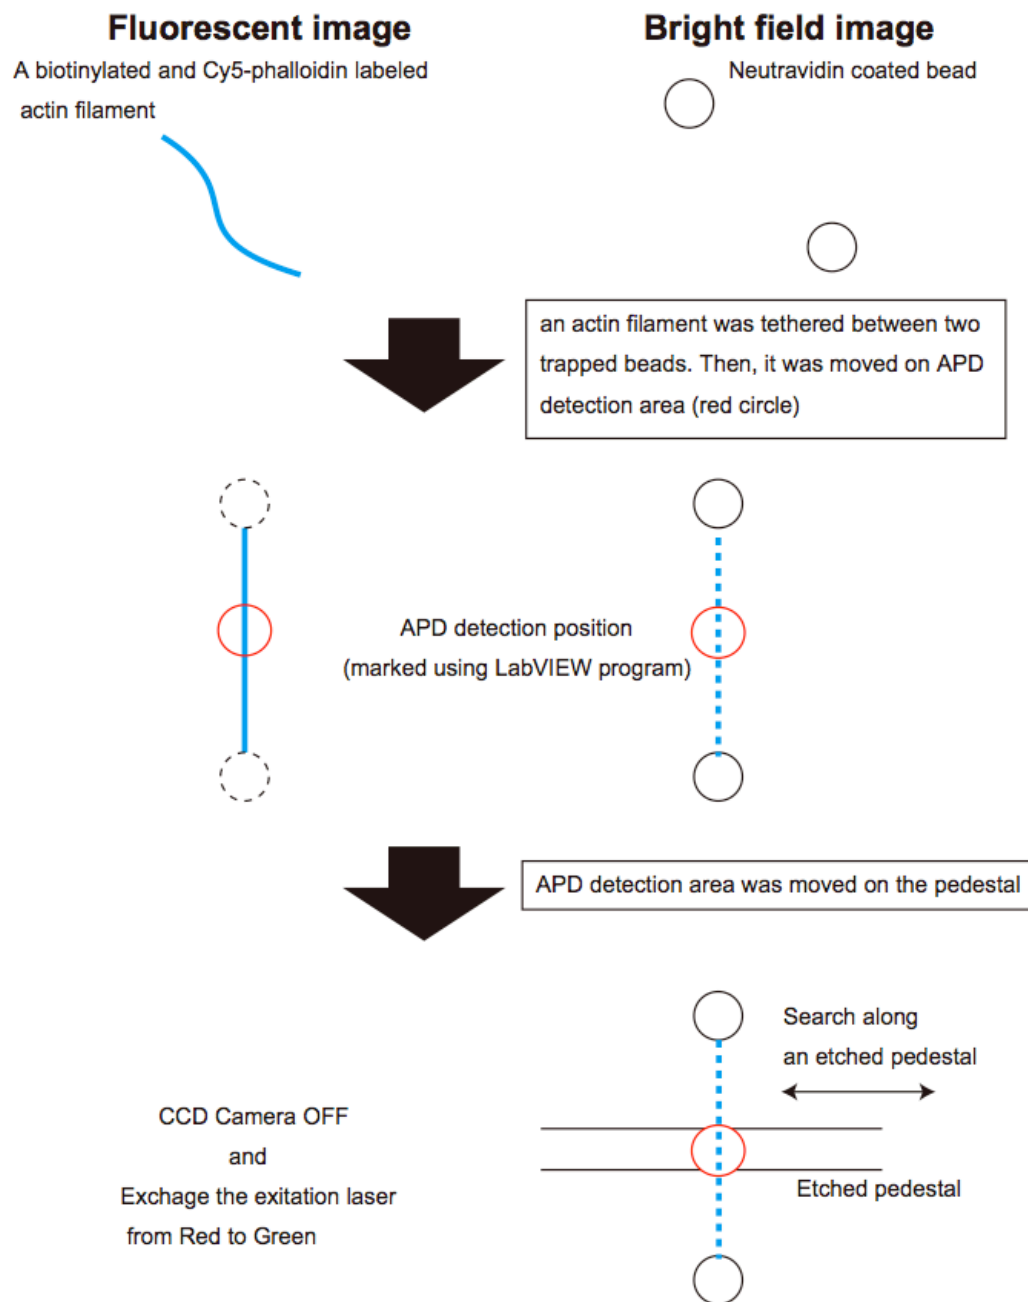 Fluorescent image
Bright field image
A biotinylated and Cy5-phalloidin labeled
actin filament
Neutravidin coated bead
an actin filament was tethered between two
trapped beads. Then, it was moved on APD
detection area (red circle)
APD detection position
(marked using LabVIEW program)
APD detection area was moved on the pedestal
Search along
an etched pedestal
CCD Camera OFF
and
Exchage the exitation laser
from Red to Green
Etched pedestal